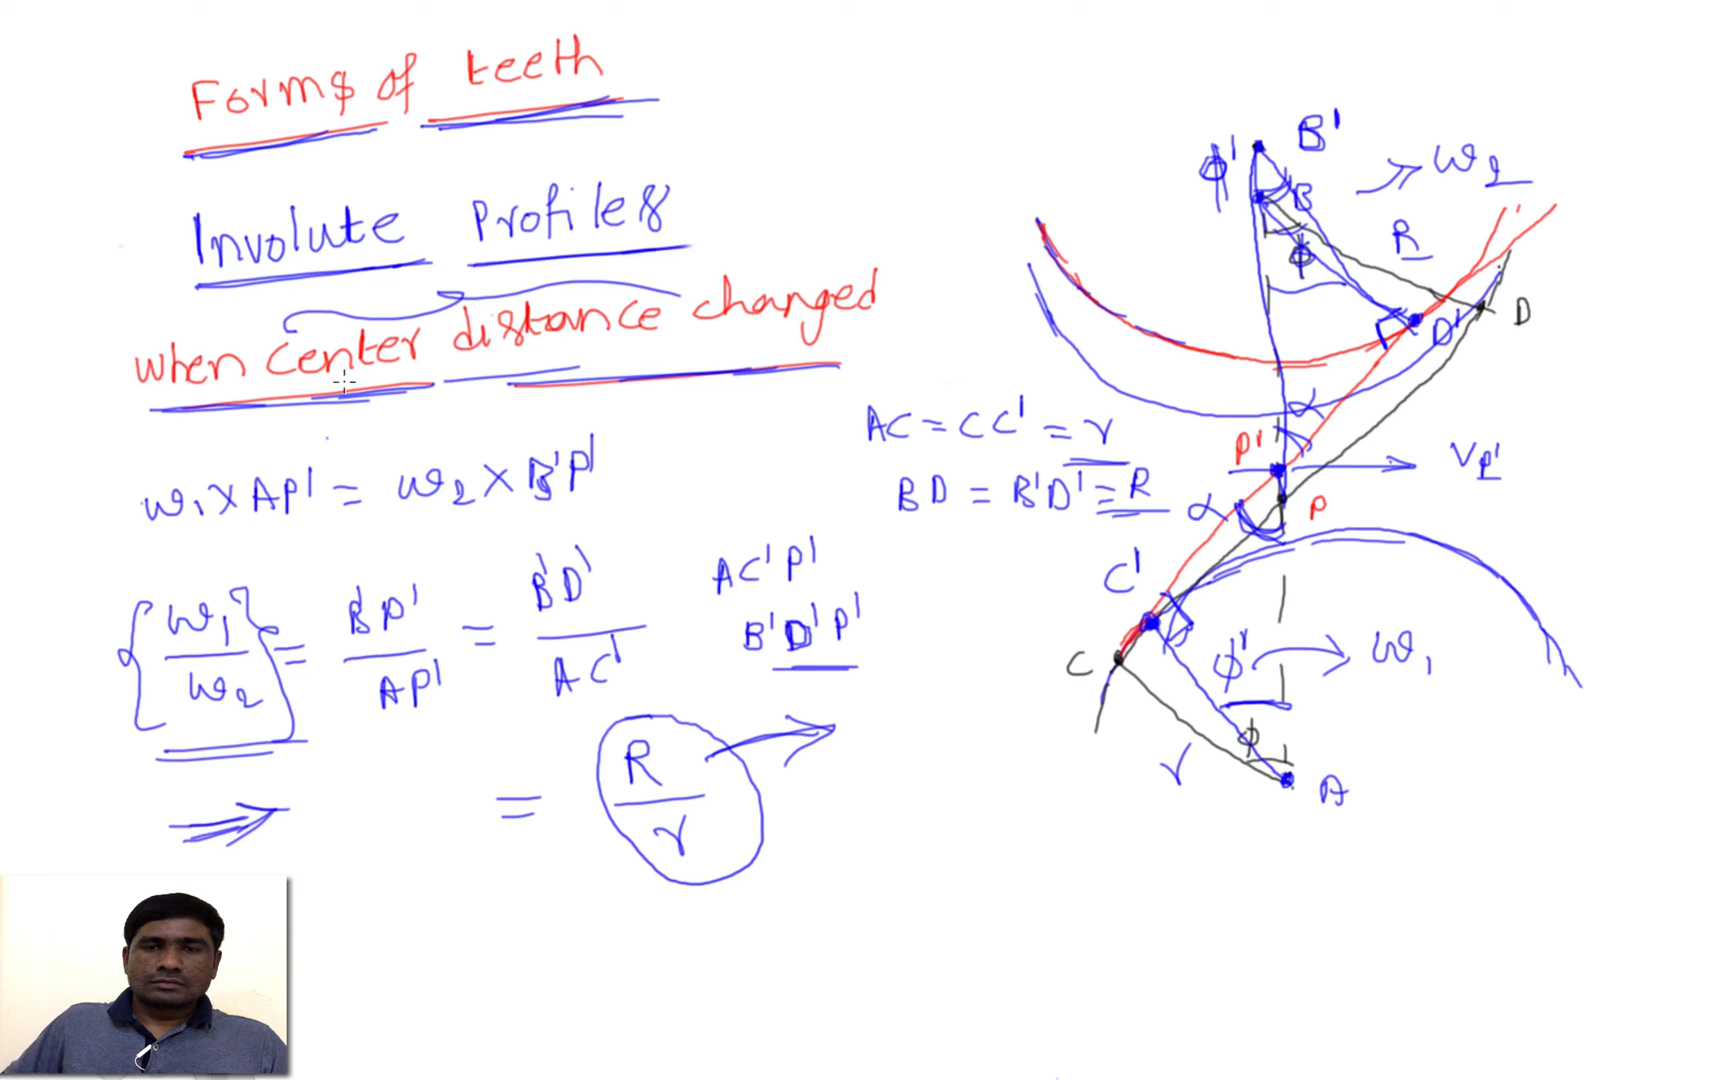 Forms of teeth
Involute Profiles
When center distance changed
ω₁ × AP' = ω₂ × B'P'
{ω₁/ω₂} = B'P'/AP' = B'D'/AC'
AC'P'
B'D'P'
= R/r
AC = CC' = r
BD = B'D' = R
B'
φ'
ω₂
B
R
φ
D
D'
α
P'
V_P'
α
P
C'
φ'
ω₁
C
φ
r
A